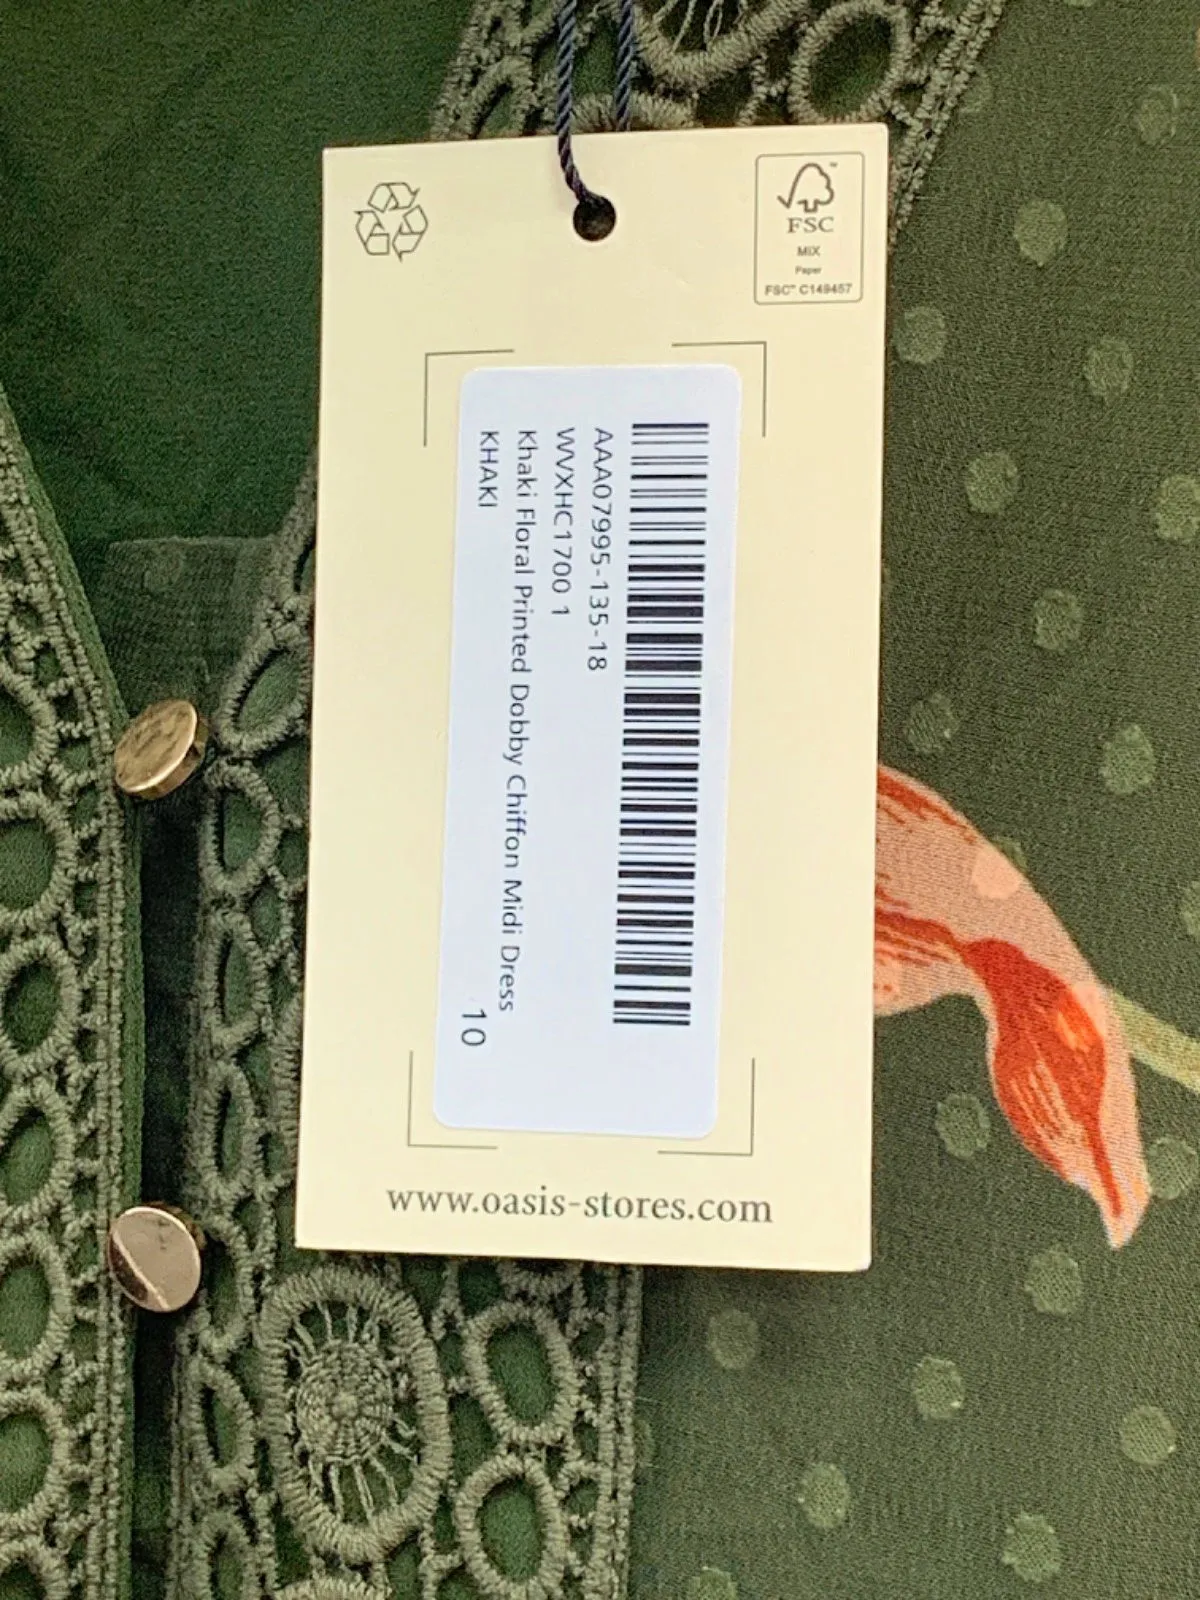 FSC™
MIX
Paper
FSC™ C149457
AAA07995-135-18
WVXHC1700 1
Khaki Floral Printed Dobby Chiffon Midi Dress
KHAKI
10
www.oasis-stores.com